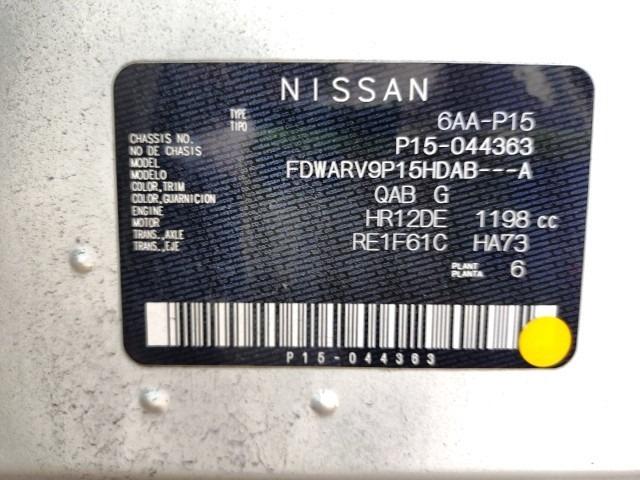 NISSAN
TYPE
TIPO 6AA-P15
CHASSIS NO.
NO DE CHASIS P15-044363
MODEL
MODELO FDWARV9P15HDAB---A
COLOR,TRIM
COLOR,GUARNICION QAB G
ENGINE
MOTOR HR12DE 1198 cc
TRANS.,AXLE
TRANS.,EJE RE1F61C HA73
PLANT
PLANTA 6
P15-044363